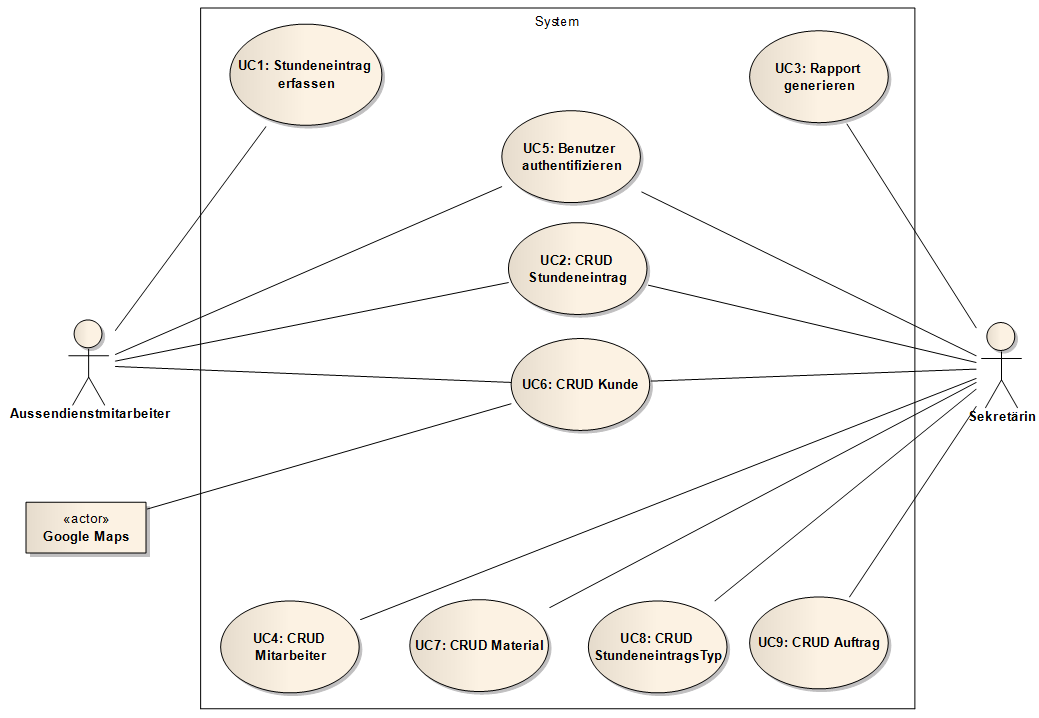 System
UC1: Stundeneintrag
erfassen
UC3: Rapport
generieren
UC5: Benutzer
authentifizieren
UC2: CRUD
Stundeneintrag
UC6: CRUD Kunde
Aussendienstmitarbeiter
Sekretärin
«actor»
Google Maps
UC4: CRUD
Mitarbeiter
UC7: CRUD Material
UC8: CRUD
StundeneintragsTyp
UC9: CRUD Auftrag